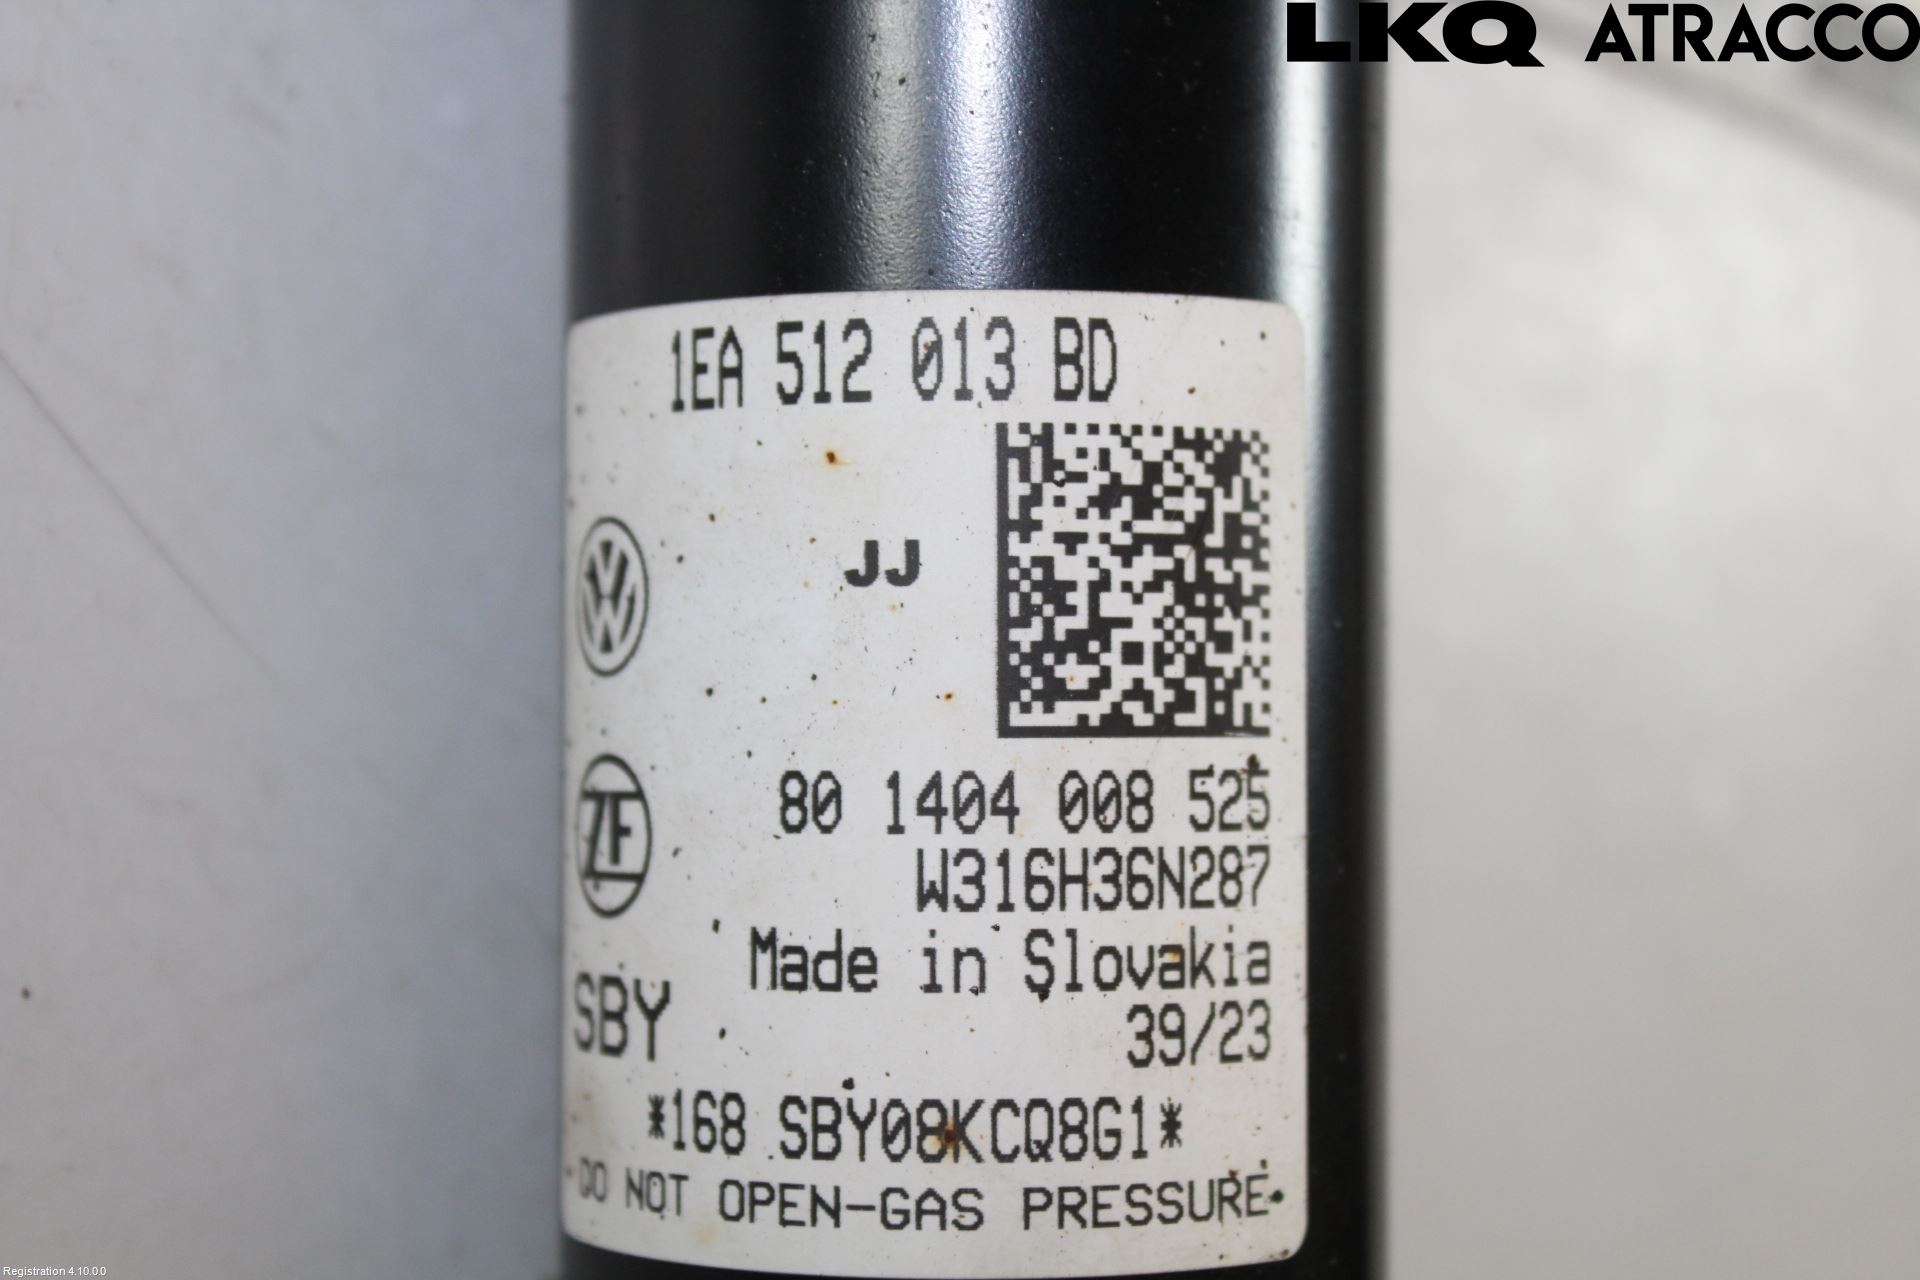 LKQ ATRACCO
1EA 512 013 BD
JJ
80 1404 008 525
ZF
W316H36N287
Made in Slovakia
SBY
39/23
*168 SBY08KCQ8G1*
DO NOT OPEN-GAS PRESSURE
Registration 4.10.0.0